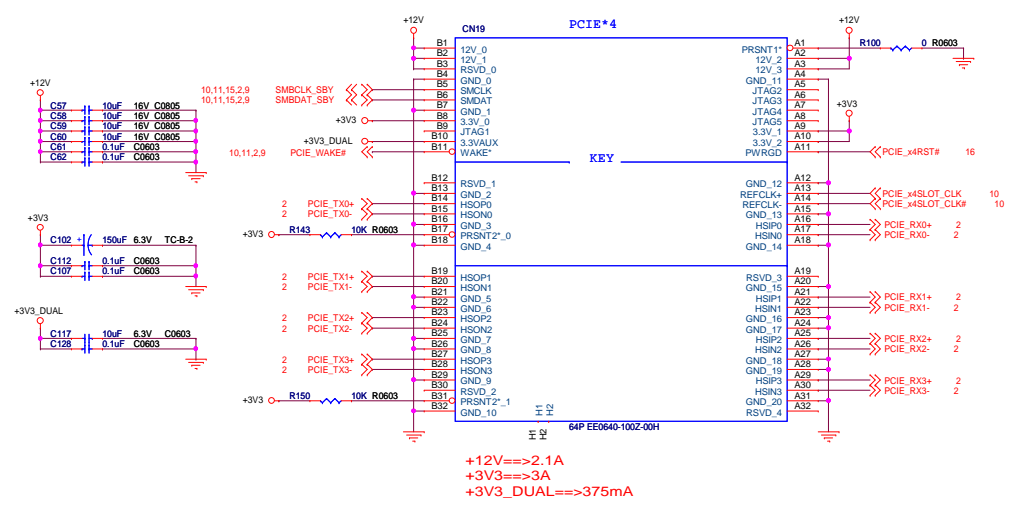 PCIE*4
+12V
CN19
+12V
B1 12V_0 PRSNT1* A1 R100 0 R0603
B2 12V_1 12V_2 A2
B3 RSVD_0 12V_3 A3
B4 GND_0 GND_11 A4
10,11,15,2,9 SMBCLK_SBY B5 SMCLK JTAG2 A5
10,11,15,2,9 SMBDAT_SBY B6 SMDAT JTAG3 A6
B7 GND_1 JTAG4 A7
+3V3 B8 3.3V_0 JTAG5 A8 +3V3
B9 JTAG1 3.3V_1 A9
+3V3_DUAL B10 3.3VAUX 3.3V_2 A10
10,11,2,9 PCIE_WAKE# B11 WAKE* PWRGD A11 PCIE_x4RST# 16
KEY
B12 RSVD_1 GND_12 A12
B13 GND_2 REFCLK+ A13 PCIE_x4SLOT_CLK 10
2 PCIE_TX0+ B14 HSOP0 REFCLK- A14 PCIE_x4SLOT_CLK# 10
2 PCIE_TX0- B15 HSON0 GND_13 A15
B16 GND_3 HSIP0 A16 PCIE_RX0+ 2
+3V3 R143 10K R0603 B17 PRSNT2*_0 HSIN0 A17 PCIE_RX0- 2
B18 GND_4 GND_14 A18
2 PCIE_TX1+ B19 HSOP1 RSVD_3 A19
2 PCIE_TX1- B20 HSON1 GND_15 A20
B21 GND_5 HSIP1 A21 PCIE_RX1+ 2
B22 GND_6 HSIN1 A22 PCIE_RX1- 2
2 PCIE_TX2+ B23 HSOP2 GND_16 A23
2 PCIE_TX2- B24 HSON2 GND_17 A24
B25 GND_7 HSIP2 A25 PCIE_RX2+ 2
B26 GND_8 HSIN2 A26 PCIE_RX2- 2
2 PCIE_TX3+ B27 HSOP3 GND_18 A27
2 PCIE_TX3- B28 HSON3 GND_19 A28
B29 GND_9 HSIP3 A29 PCIE_RX3+ 2
B30 RSVD_2 HSIN3 A30 PCIE_RX3- 2
+3V3 R150 10K R0603 B31 PRSNT2*_1 GND_20 A31
B32 GND_10 RSVD_4 A32
H1 H2
64P EE0640-100Z-00H
H1 H2
+12V
C57 10uF 16V C0805
C58 10uF 16V C0805
C59 10uF 16V C0805
C60 10uF 16V C0805
C61 0.1uF C0603
C62 0.1uF C0603
+3V3
C102 + 150uF 6.3V TC-B-2
C112 0.1uF C0603
C107 0.1uF C0603
+3V3_DUAL
C117 10uF 6.3V C0603
C128 0.1uF C0603
+12V==>2.1A
+3V3==>3A
+3V3_DUAL==>375mA